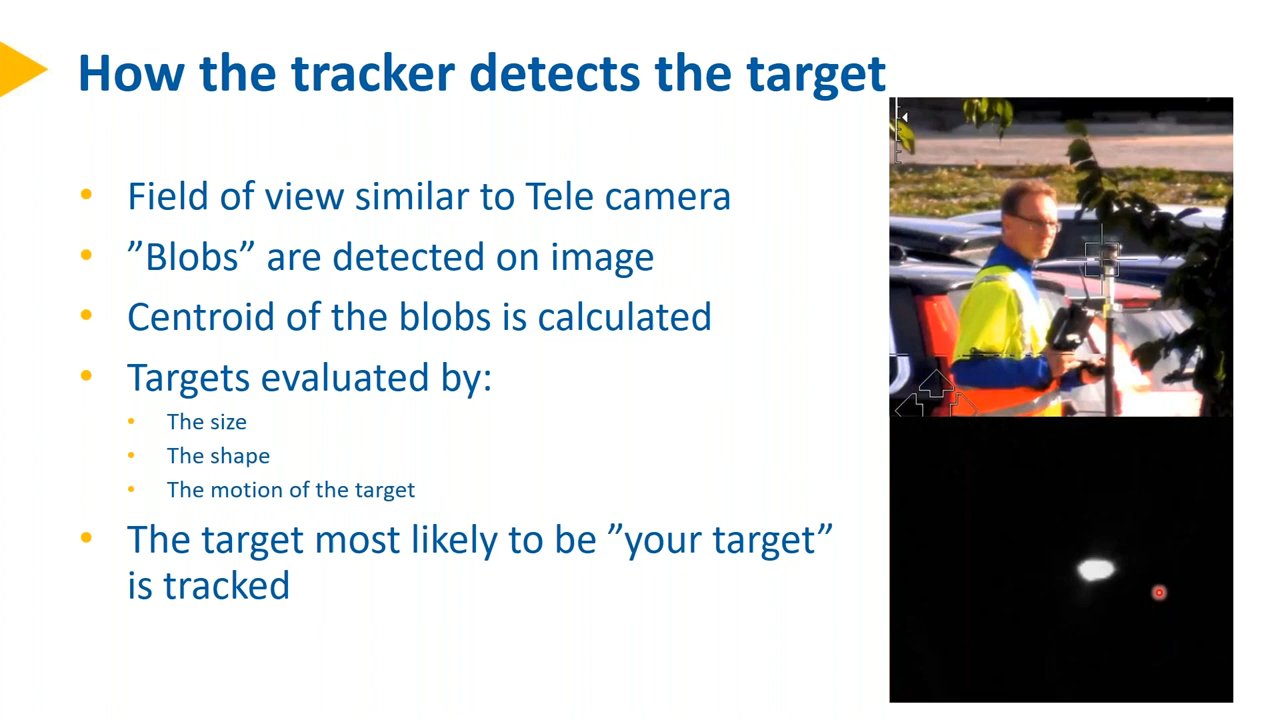 How the tracker detects the target
• Field of view similar to Tele camera
• ”Blobs” are detected on image
• Centroid of the blobs is calculated
• Targets evaluated by:
• The size
• The shape
• The motion of the target
• The target most likely to be ”your target”
is tracked